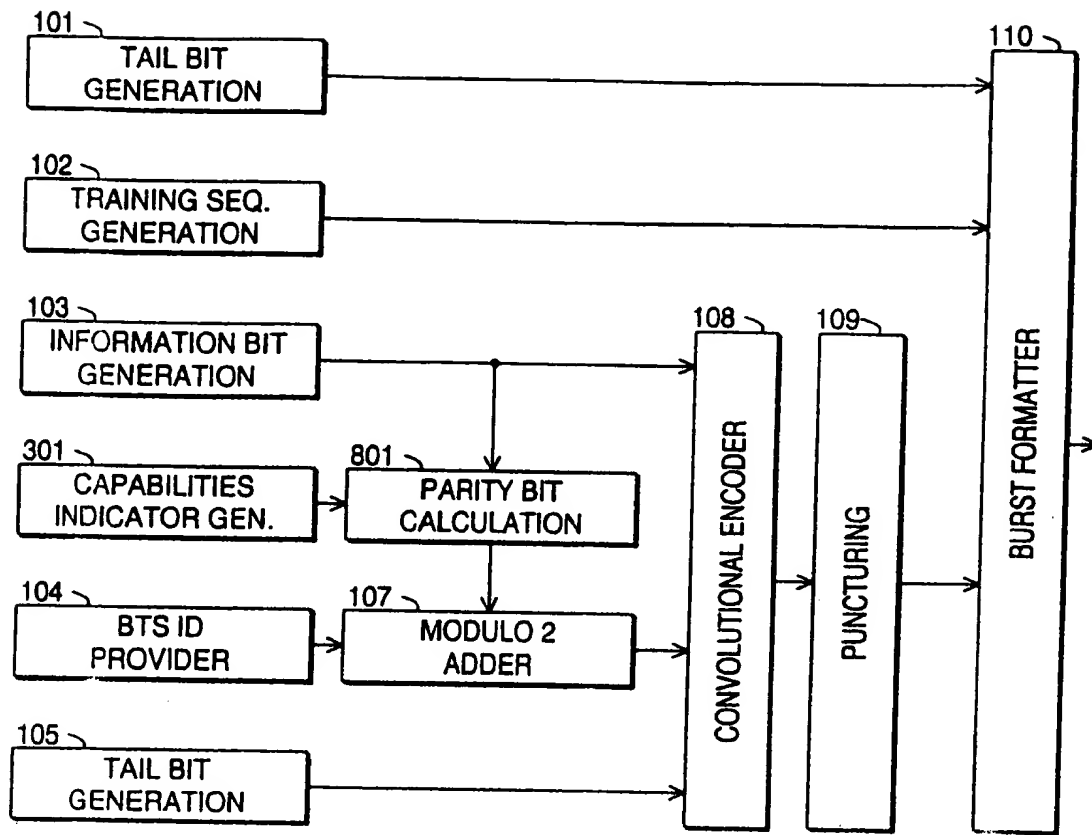 101
TAIL BIT
GENERATION
110
102
TRAINING SEQ.
GENERATION
103
INFORMATION BIT
GENERATION
108
109
301
CAPABILITIES
INDICATOR GEN.
801
PARITY BIT
CALCULATION
104
BTS ID
PROVIDER
107
MODULO 2
ADDER
105
TAIL BIT
GENERATION
CONVOLUTIONAL ENCODER
PUNCTURING
BURST FORMATTER